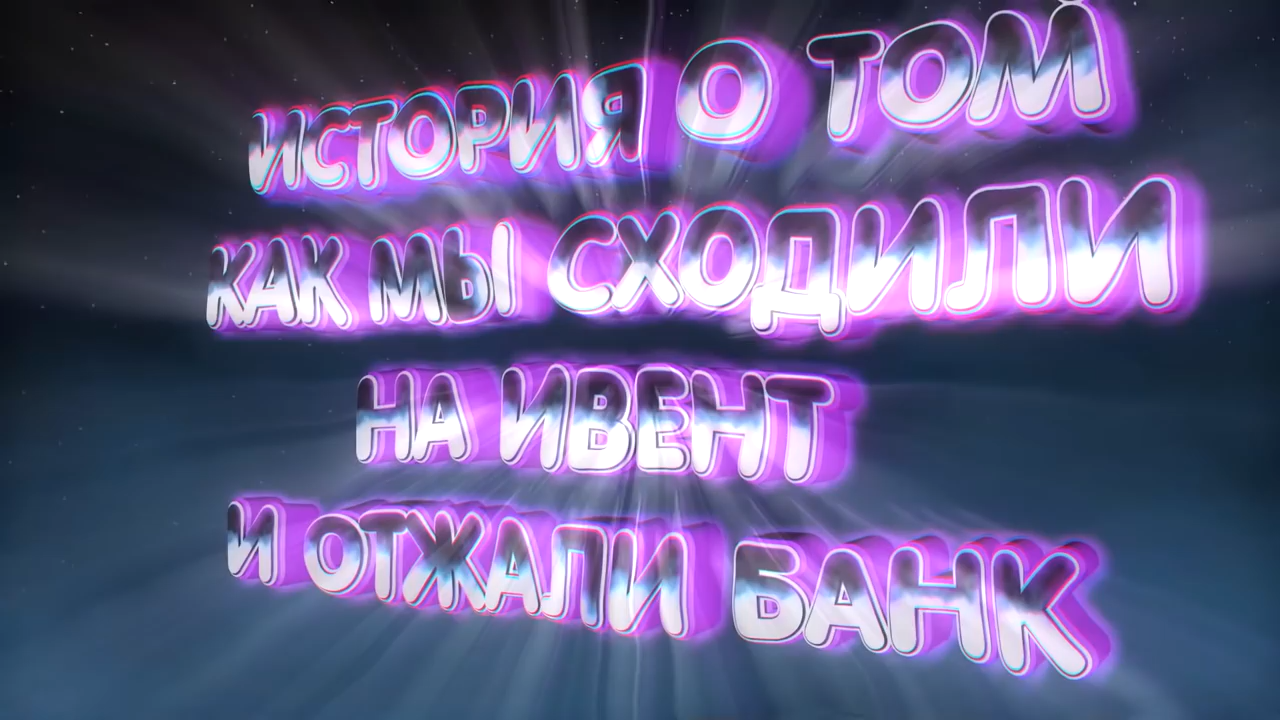 ИСТОРИЯ О ТОМ
КАК МЫ СХОДИЛИ
НА ИВЕНТ
И ОТЖАЛИ БАНК